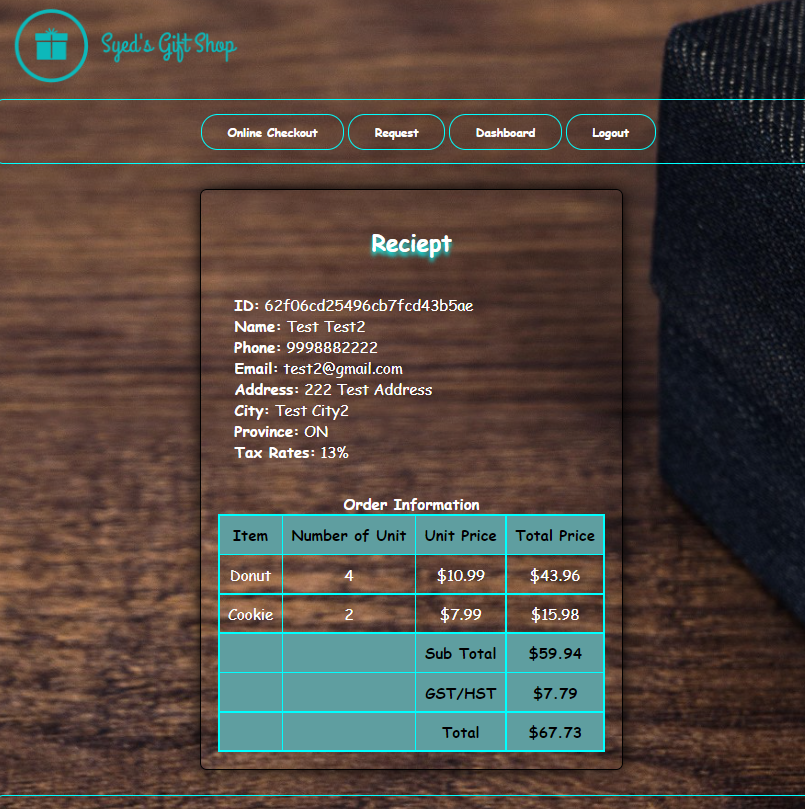 Syed's Gift Shop
Online Checkout Request Dashboard Logout
Reciept
ID: 62f06cd25496cb7fcd43b5ae
Name: Test Test2
Phone: 9998882222
Email: test2@gmail.com
Address: 222 Test Address
City: Test City2
Province: ON
Tax Rates: 13%
Order Information
Item Number of Unit Unit Price Total Price
Donut 4 $10.99 $43.96
Cookie 2 $7.99 $15.98
Sub Total $59.94
GST/HST $7.79
Total $67.73